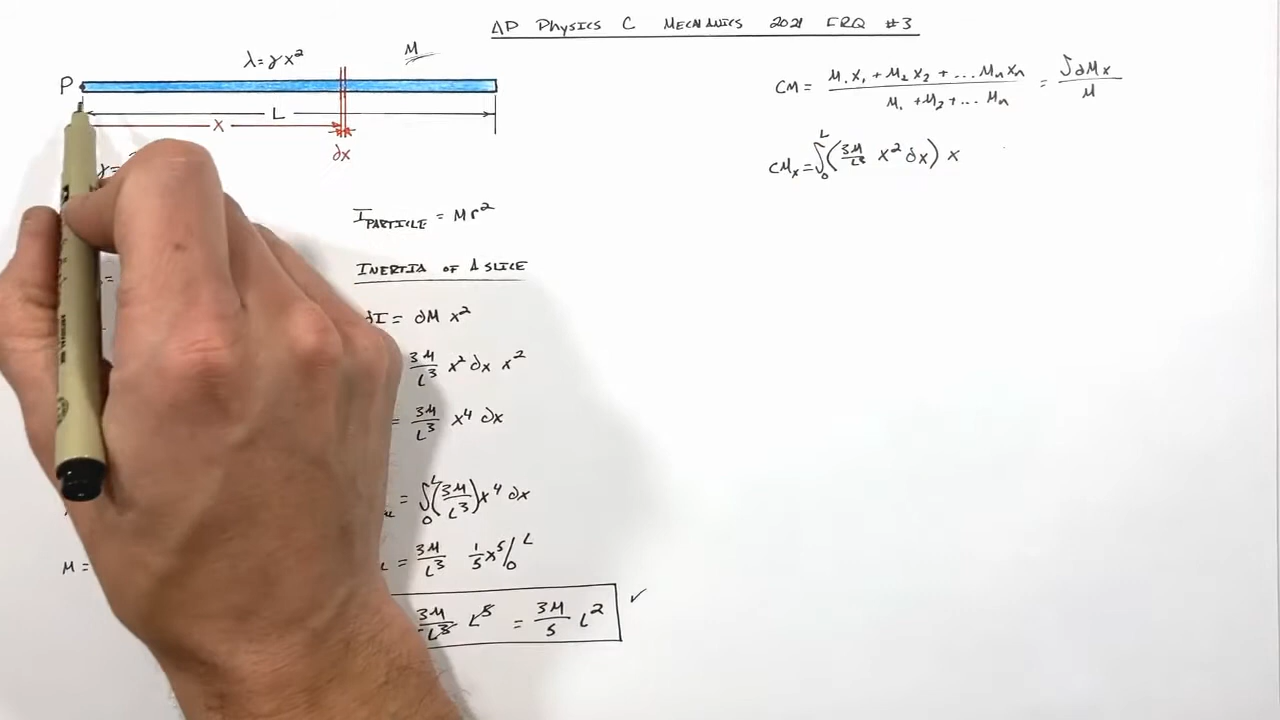 AP Physics C Mechanics 2021 FRQ #3
λ = γx²
M
P
L
x
dx
γ =
I_PARTICLE = Mr²
INERTIA OF A SLICE
dI = dM x²
3M/L³ x² dx x²
= 3M/L³ x⁴ dx
= ∫₀ᴸ (3M/L³) x⁴ dx
M =
= 3M/L³ 1/5 x⁵ |₀ᴸ
3M/L³ L⁵ = 3M/5 L² ✓
CM = M₁x₁ + M₂x₂ + ... Mₙxₙ / M₁ + M₂ + ... Mₙ = ∫dM x / M
CMₓ = ∫₀ᴸ (3M/L³ x² dx) x